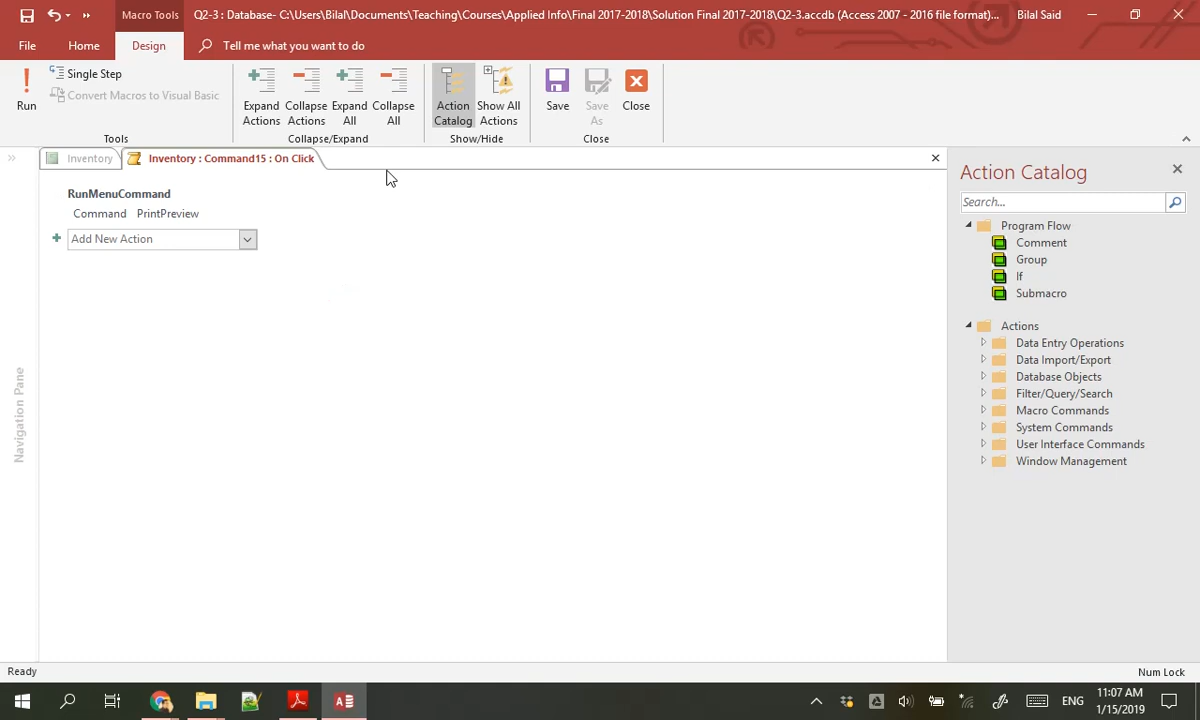 Macro Tools
Q2-3 : Database- C:\Users\Bilal\Documents\Teaching\Courses\Applied Info\Final 2017-2018\Solution Final 2017-2018\Q2-3.accdb (Access 2007 - 2016 file format)...
Bilal Said
File
Home
Design
Tell me what you want to do
Run
Single Step
Convert Macros to Visual Basic
Expand Actions
Collapse Actions
Expand All
Collapse All
Action Catalog
Show All Actions
Save
Save As
Close
Tools
Collapse/Expand
Show/Hide
Close
Inventory
Inventory : Command15 : On Click
RunMenuCommand
Command PrintPreview
Add New Action
Navigation Pane
Action Catalog
Search...
Program Flow
Comment
Group
If
Submacro
Actions
Data Entry Operations
Data Import/Export
Database Objects
Filter/Query/Search
Macro Commands
System Commands
User Interface Commands
Window Management
Ready
Num Lock
ENG
11:07 AM
1/15/2019